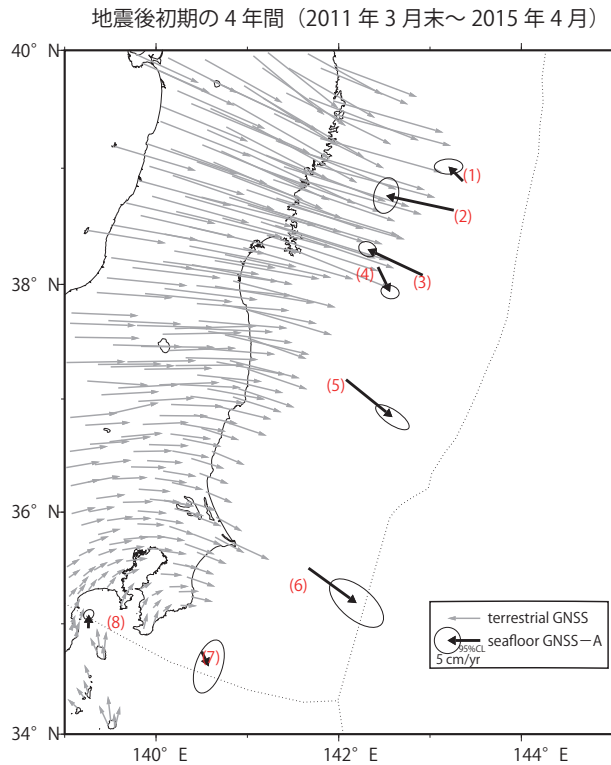 地震後初期の 4 年間（2011 年 3 月末～ 2015 年 4 月）
40° N
(1)
(2)
38° N
(4)
(3)
(5)
36° N
(6)
(8)
(7)
terrestrial GNSS
seafloor GNSS－A
95%CL
5 cm/yr
34° N
140° E
142° E
144° E